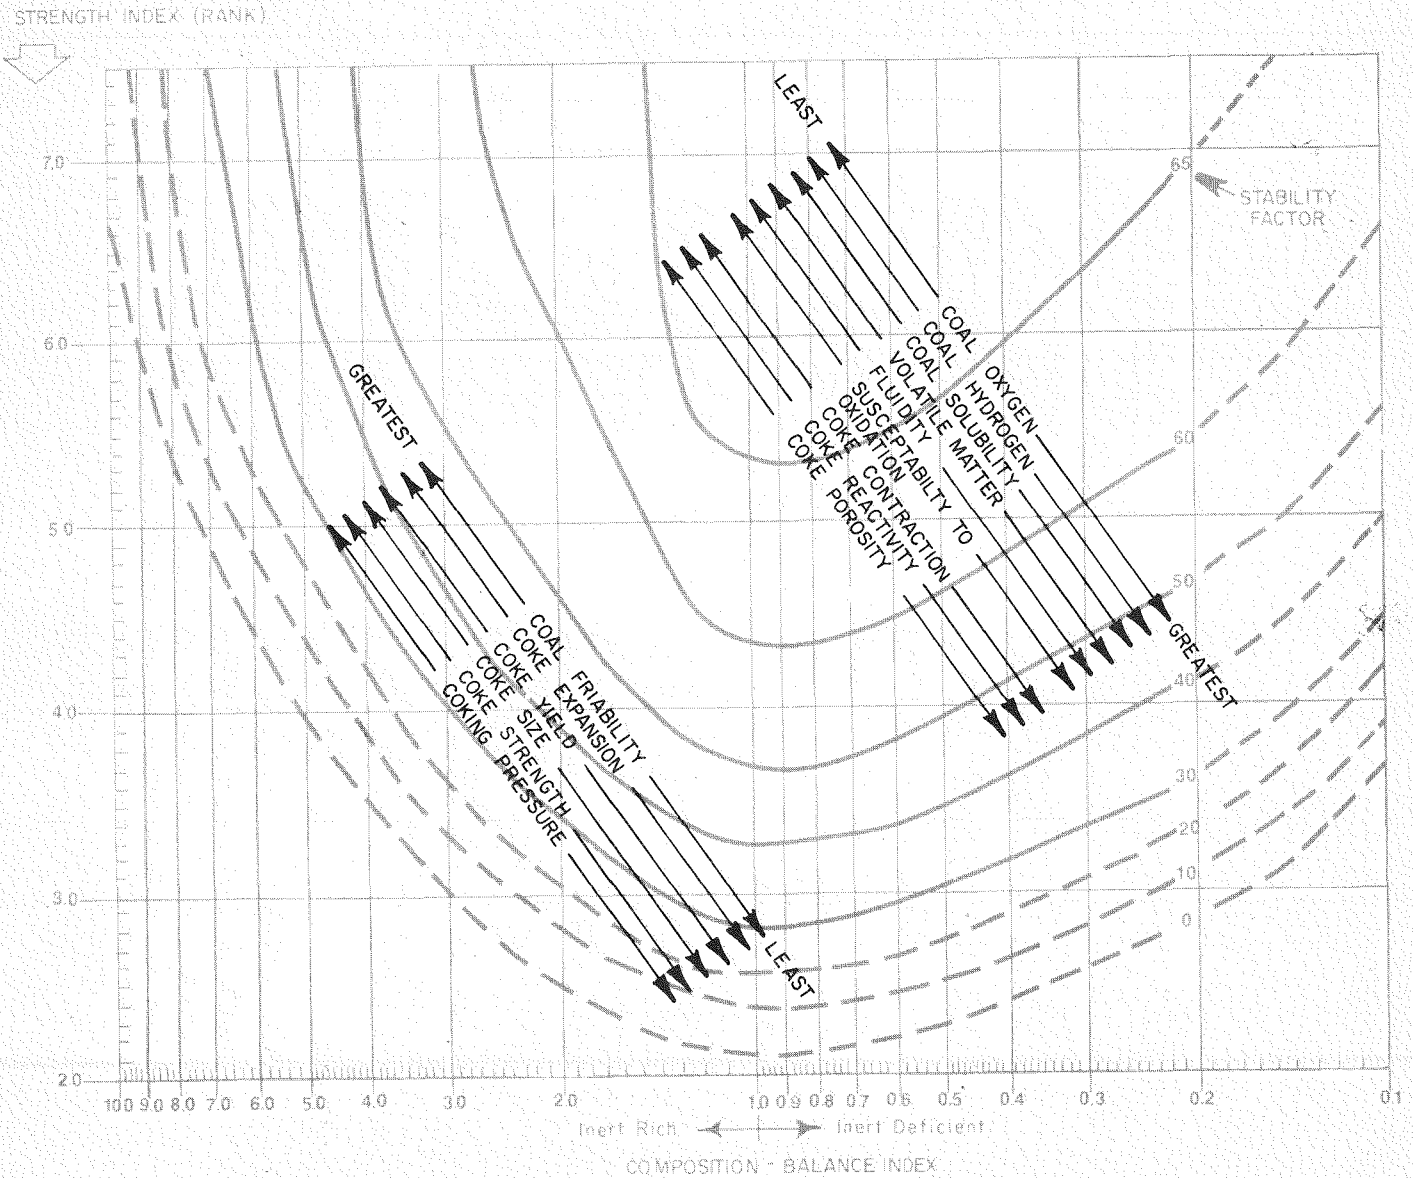 STRENGTH INDEX (RANK)
7.0
6.0
5.0
4.0
3.0
2.0
LEAST
COAL OXYGEN
COAL HYDROGEN
COAL SOLUBILITY
VOLATILE MATTER
FLUIDITY
SUSCEPTABILTY TO
OXIDATION
COKE CONTRACTION
COKE REACTIVITY
COKE POROSITY
GREATEST
GREATEST
COAL FRIABILITY
COKE EXPANSION
COKE YIELD
COKE SIZE
COKE STRENGTH
COKING PRESSURE
LEAST
65
STABILITY
FACTOR
60
50
40
30
20
10
0
10.0 9.0 8.0 7.0 6.0 5.0 4.0 3.0 2.0 1.0 0.9 0.8 0.7 0.6 0.5 0.4 0.3 0.2 0.1
Inert Rich Inert Deficient
COMPOSITION - BALANCE INDEX